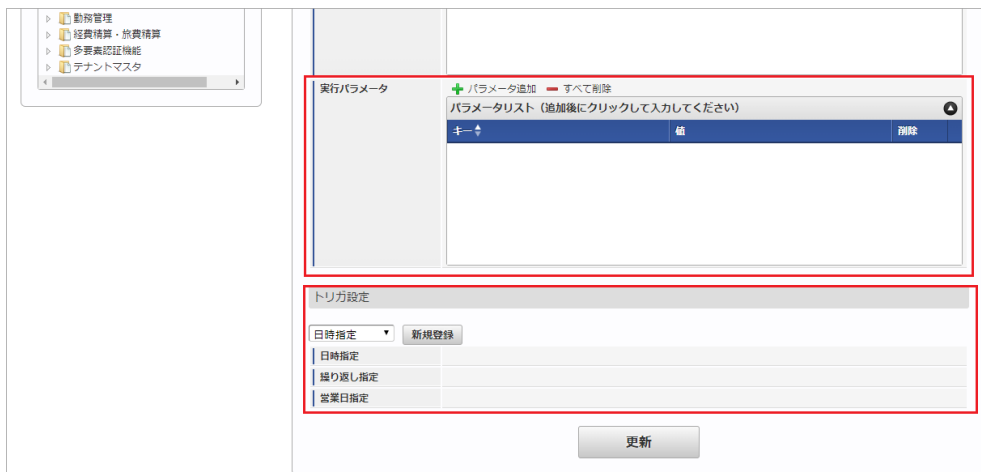 勤務管理
経費精算・旅費精算
多要素認証機能
テナントマスタ
実行パラメータ
パラメータ追加 すべて削除
パラメータリスト（追加後にクリックして入力してください）
キー 値 削除
トリガ設定
日時指定 新規登録
日時指定
繰り返し指定
営業日指定
更新